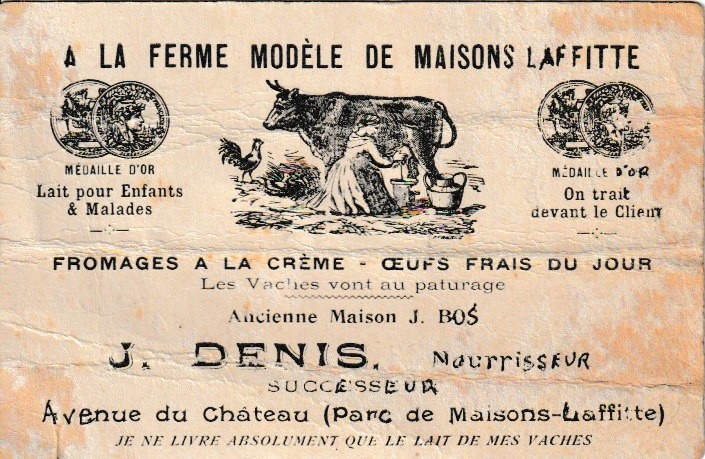 A LA FERME MODÈLE DE MAISONS LAFFITTE
MÉDAILLE D'OR
Lait pour Enfants
& Malades
MÉDAILLE D'OR
On trait
devant le Client
FROMAGES A LA CRÈME - ŒUFS FRAIS DU JOUR
Les Vaches vont au paturage
Ancienne Maison J. BOS
J. DENIS, Nourrisseur
SUCCESSEUR
Avenue du Château (Parc de Maisons-Laffitte)
JE NE LIVRE ABSOLUMENT QUE LE LAIT DE MES VACHES